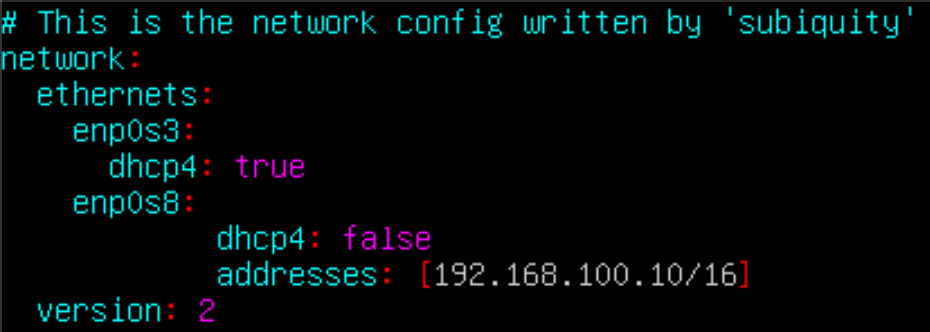 # This is the network config written by 'subiquity'
network:
  ethernets:
    enp0s3:
      dhcp4: true
    enp0s8:
            dhcp4: false
            addresses: [192.168.100.10/16]
  version: 2